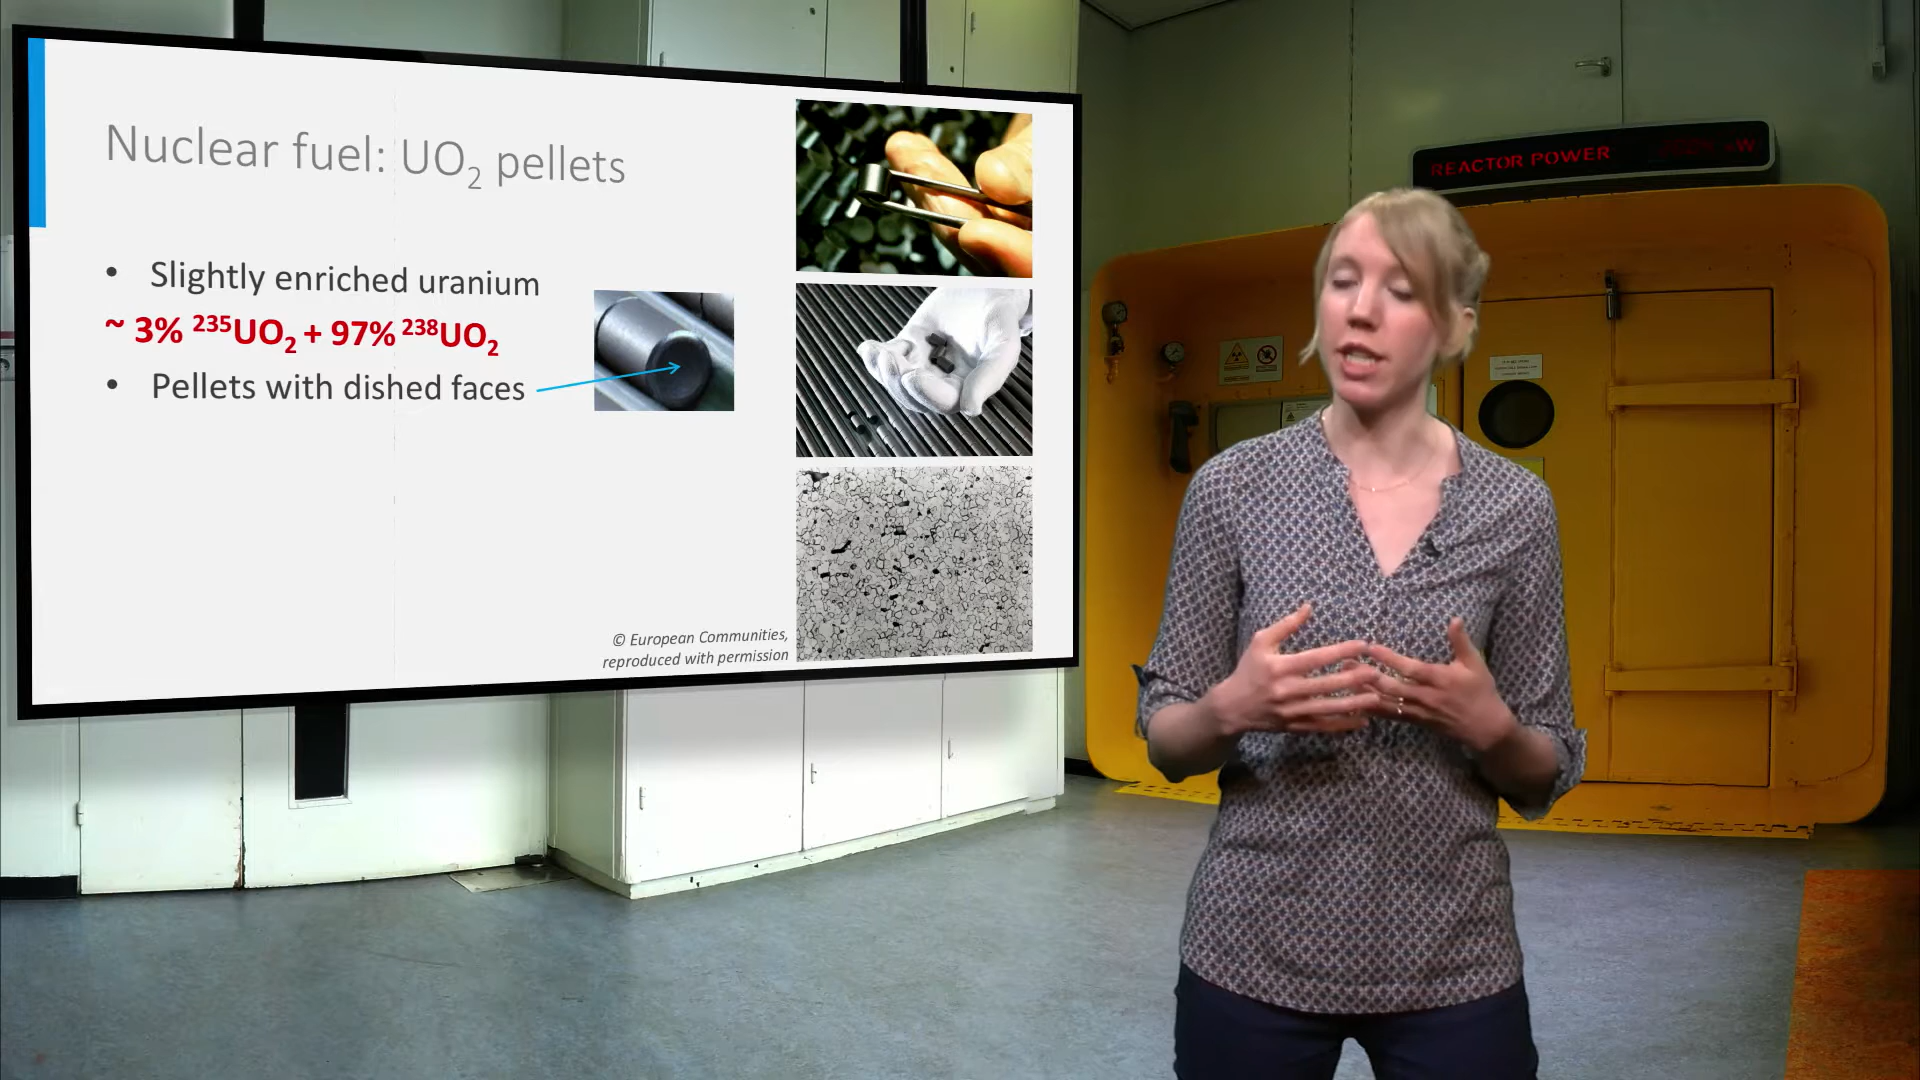 Nuclear fuel: UO₂ pellets
• Slightly enriched uranium
~ 3% ²³⁵UO₂ + 97% ²³⁸UO₂
• Pellets with dished faces
© European Communities,
reproduced with permission
REACTOR POWER